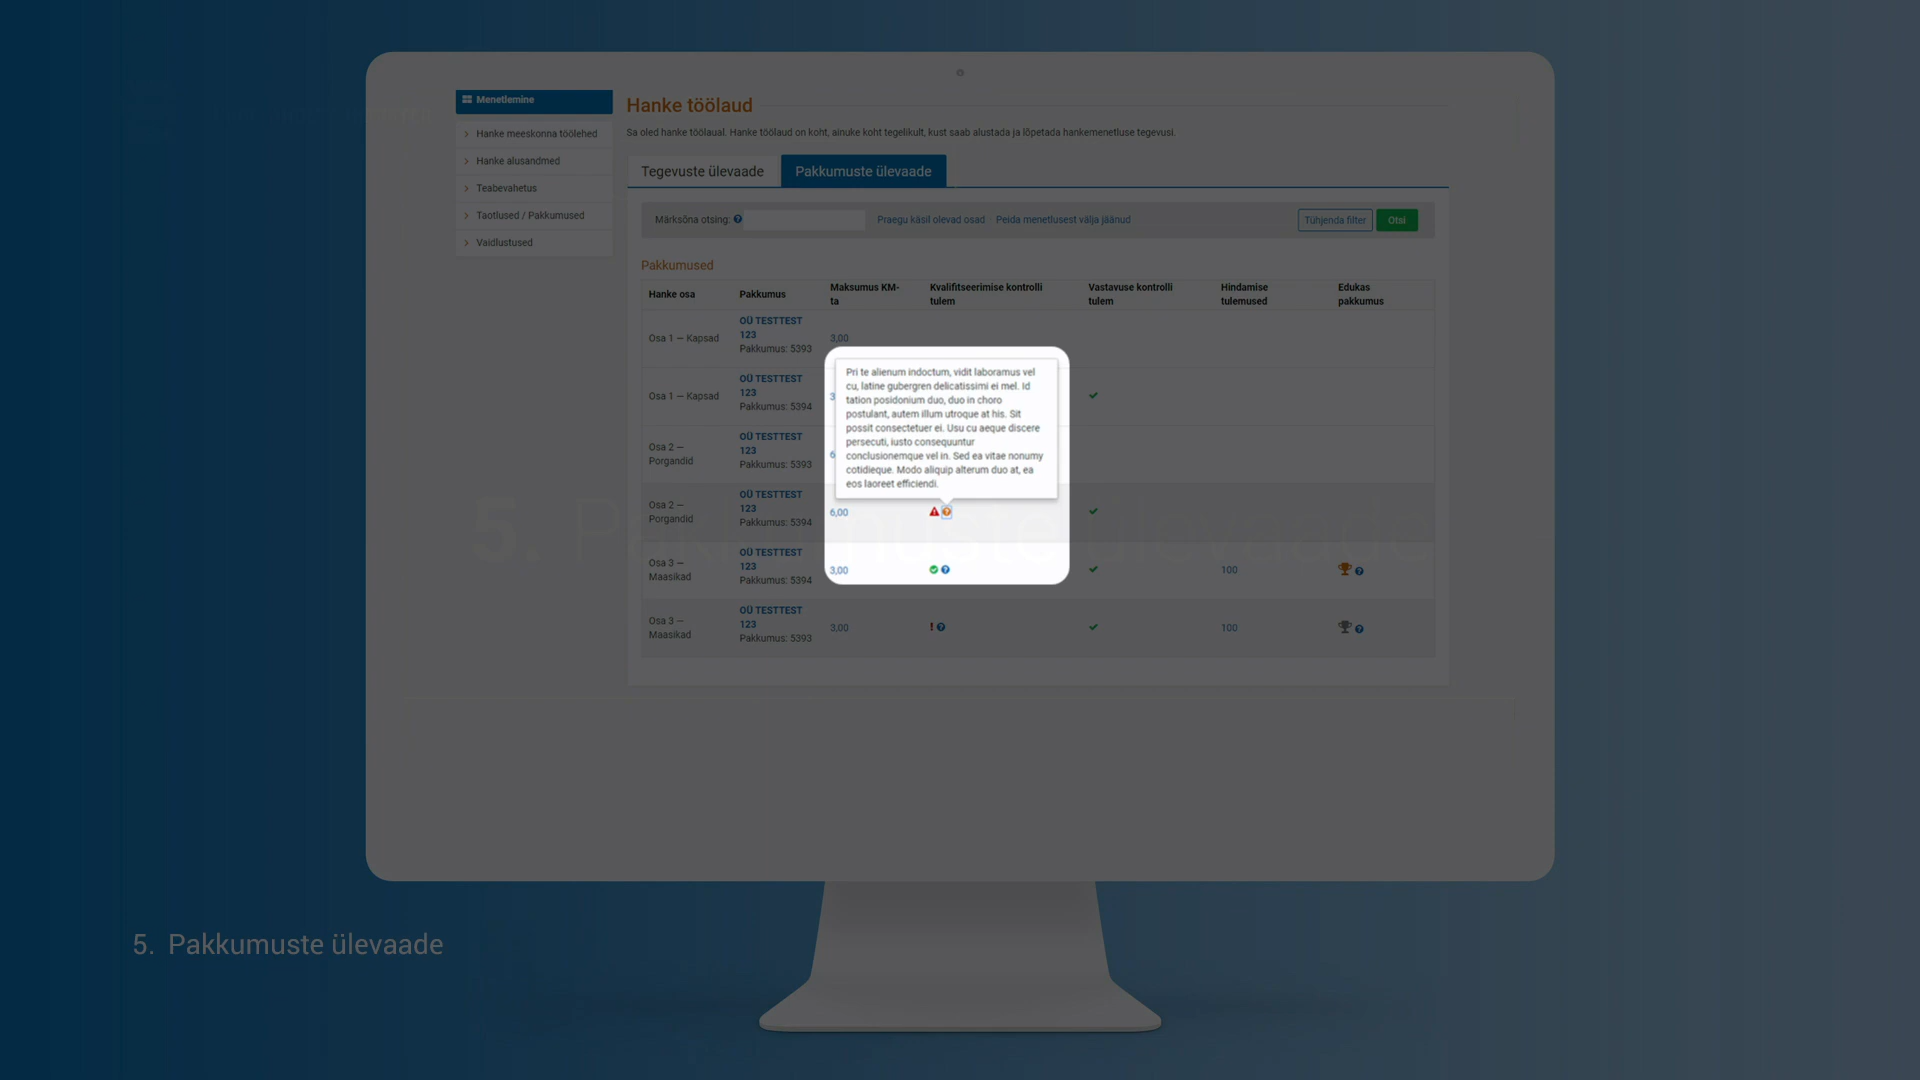 Menetlemine
Hanke meeskonna töölehed
Hanke alusandmed
Teabevahetus
Taotlused / Pakkumused
Vaidlustused
Hanke töölaud
Sa oled hanke töölaual. Hanke töölaud on koht, ainuke koht tegelikult, kust saab alustada ja lõpetada hankemenetluse tegevusi.
Tegevuste ülevaade
Pakkumuste ülevaade
Märksõna otsing:
Praegu käsil olevad osad
Peida menetlusest välja jäänud
Tühjenda filter
Otsi
Pakkumused
Hanke osa
Pakkumus
Maksumus KM-
ta
Kvalifitseerimise kontrolli
tulem
Vastavuse kontrolli
tulem
Hindamise
tulemused
Edukas
pakkumus
Osa 1 — Kapsad
OÜ TESTTEST
123
Pakkumus: 5393
3,00
Osa 1 — Kapsad
OÜ TESTTEST
123
Pakkumus: 5394
3
Osa 2 —
Porgandid
OÜ TESTTEST
123
Pakkumus: 5393
6
Pri te alienum indoctum, vidit laboramus vel
cu, latine gubergren delicatissimi ei mel. Id
tation posidonium duo, duo in choro
postulant, autem illum utroque at his. Sit
possit consectetuer ei. Usu cu aeque discere
persecuti, iusto consequuntur
conclusionemque vel in. Sed ea vitae nonumy
cotidieque. Modo aliquip alterum duo at, ea
eos laoreet efficiendi.
Osa 2 —
Porgandid
OÜ TESTTEST
123
Pakkumus: 5394
6,00
Osa 3 —
Maasikad
OÜ TESTTEST
123
Pakkumus: 5394
3,00
100
Osa 3 —
Maasikad
OÜ TESTTEST
123
Pakkumus: 5393
3,00
100
5. Pakkumuste ülevaade
5. Pakkumuste ülevaade